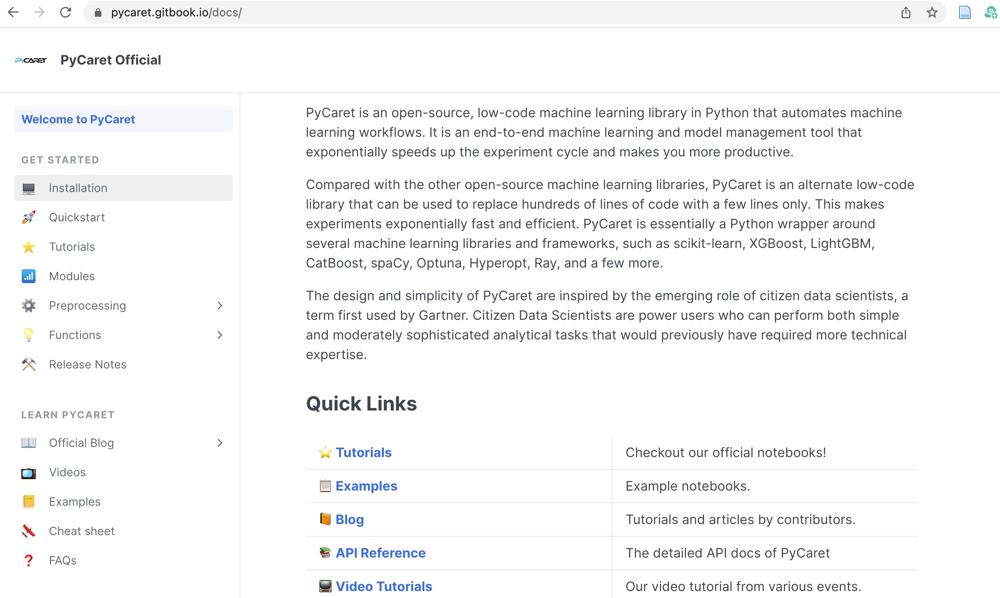 pycaret.gitbook.io/docs/
PYCARET PyCaret Official
Welcome to PyCaret
GET STARTED
Installation
Quickstart
Tutorials
Modules
Preprocessing
Functions
Release Notes
LEARN PYCARET
Official Blog
Videos
Examples
Cheat sheet
FAQs
PyCaret is an open-source, low-code machine learning library in Python that automates machine
learning workflows. It is an end-to-end machine learning and model management tool that
exponentially speeds up the experiment cycle and makes you more productive.
Compared with the other open-source machine learning libraries, PyCaret is an alternate low-code
library that can be used to replace hundreds of lines of code with a few lines only. This makes
experiments exponentially fast and efficient. PyCaret is essentially a Python wrapper around
several machine learning libraries and frameworks, such as scikit-learn, XGBoost, LightGBM,
CatBoost, spaCy, Optuna, Hyperopt, Ray, and a few more.
The design and simplicity of PyCaret are inspired by the emerging role of citizen data scientists, a
term first used by Gartner. Citizen Data Scientists are power users who can perform both simple
and moderately sophisticated analytical tasks that would previously have required more technical
expertise.
Quick Links
Tutorials Checkout our official notebooks!
Examples Example notebooks.
Blog Tutorials and articles by contributors.
API Reference The detailed API docs of PyCaret
Video Tutorials Our video tutorial from various events.